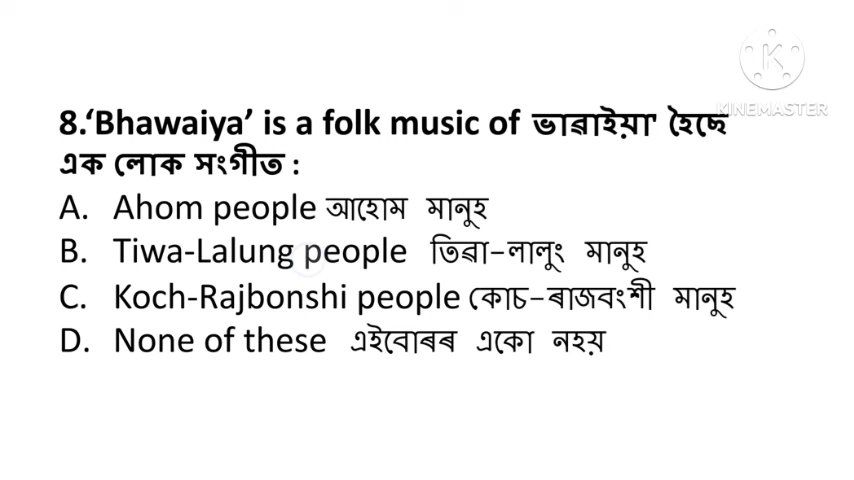 KINEMASTER
8.‘Bhawaiya’ is a folk music of ভাৱাইয়া' হৈছে
এক লোক সংগীত :
A. Ahom people আহোম মানুহ
B. Tiwa-Lalung people তিৱা-লালুং মানুহ
C. Koch-Rajbonshi people কোচ-ৰাজবংশী মানুহ
D. None of these এইবোৰৰ একো নহয়